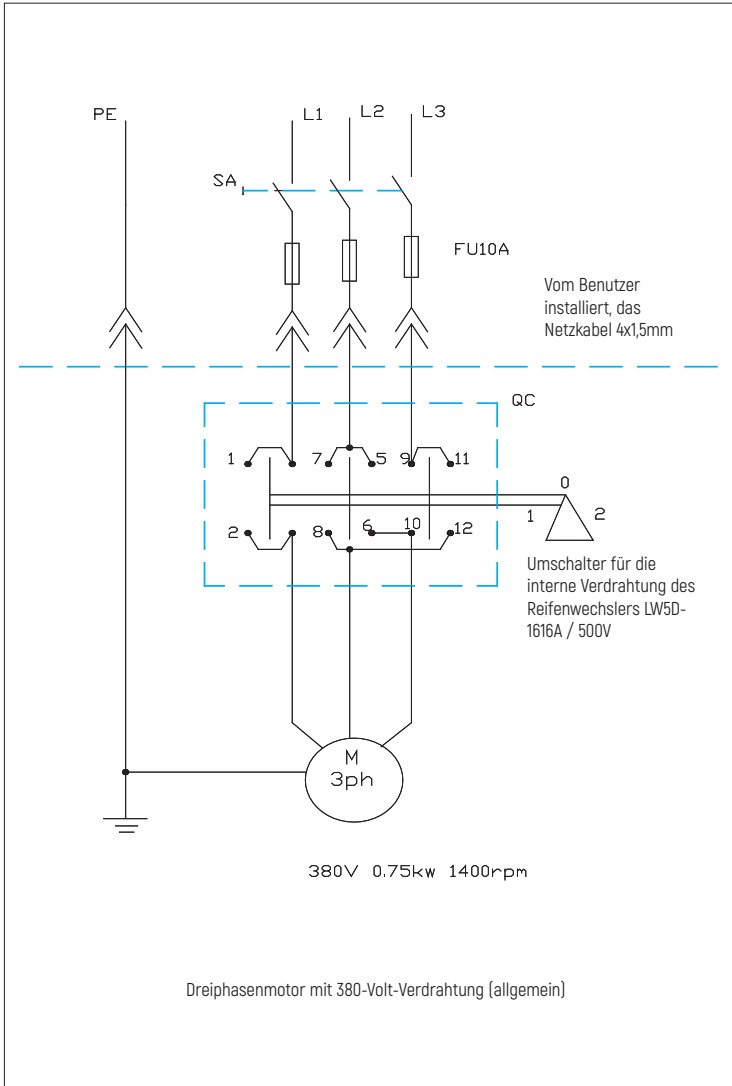 PE
L1
L2
L3
SA
FU10A
Vom Benutzer
installiert, das
Netzkabel 4x1,5mm
QC
1
7
5
9
11
0
1
2
2
8
6
10
12
Umschalter für die
interne Verdrahtung des
Reifenwechslers LW5D-
1616A / 500V
M
3ph
380V 0.75kw 1400rpm
Dreiphasenmotor mit 380-Volt-Verdrahtung (allgemein)